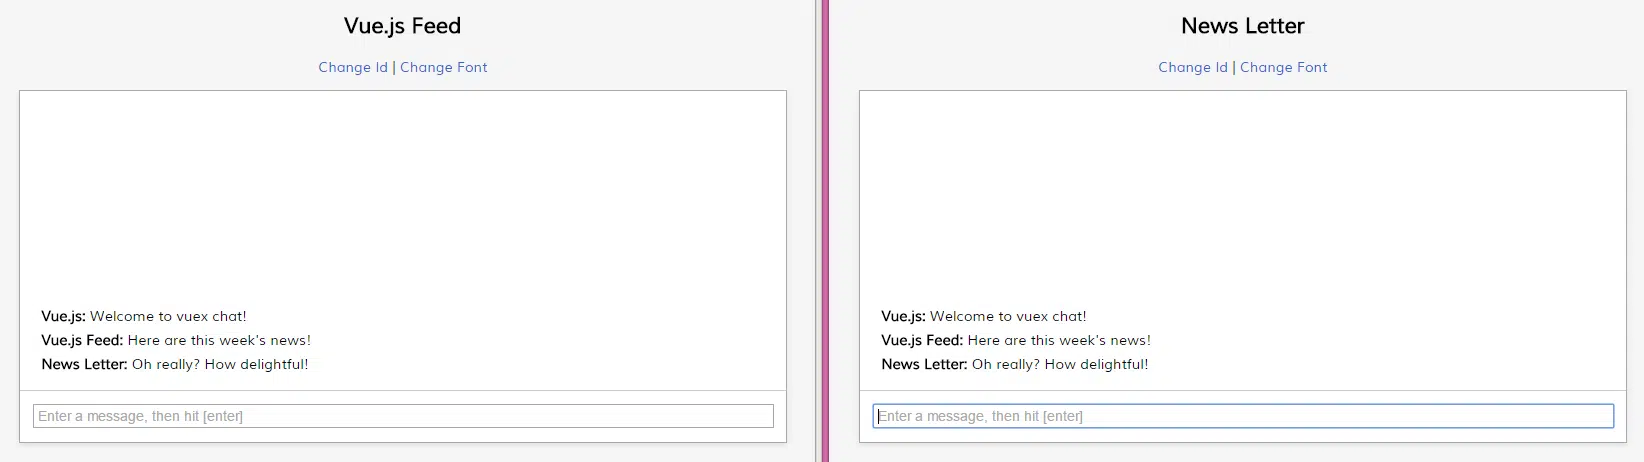 Vue.js Feed
Change Id | Change Font
Vue.js: Welcome to vuex chat!
Vue.js Feed: Here are this week's news!
News Letter: Oh really? How delightful!
Enter a message, then hit [enter]
News Letter
Change Id | Change Font
Vue.js: Welcome to vuex chat!
Vue.js Feed: Here are this week's news!
News Letter: Oh really? How delightful!
Enter a message, then hit [enter]